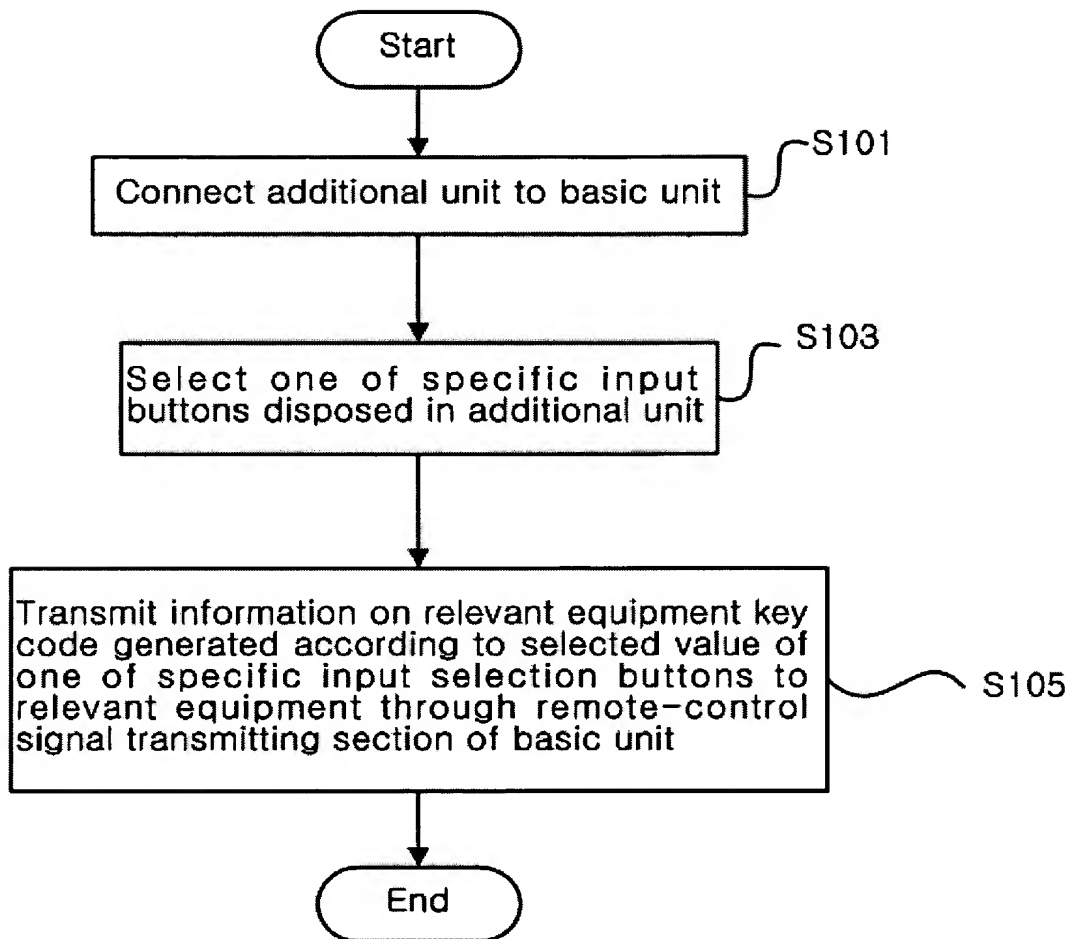 Start
S101
Connect additional unit to basic unit
S103
Select one of specific input
buttons disposed in additional unit
Transmit information on relevant equipment key
code generated according to selected value of
one of specific input selection buttons to
relevant equipment through remote-control
signal transmitting section of basic unit
S105
End